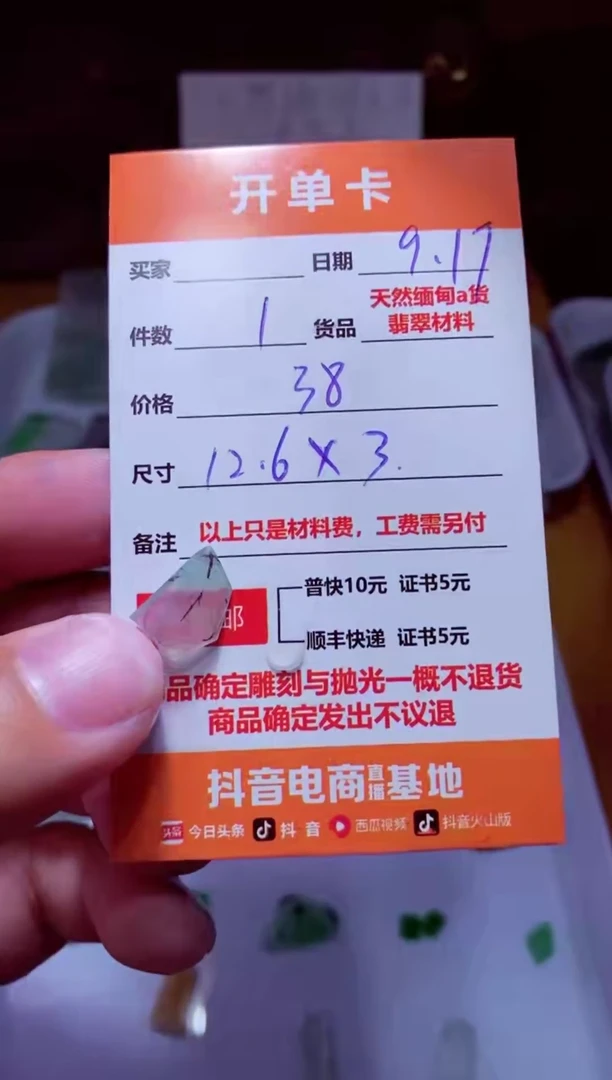 开单卡
买家 日期 9.17
件数 1 货品 天然缅甸a货
翡翠材料
价格 38
尺寸 12.6×3.
备注 以上只是材料费，工费需另付
邮
普快10元 证书5元
顺丰快递 证书5元
品确定雕刻与抛光一概不退货
商品确定发出不议退
抖音电商直播基地
头条 今日头条 抖音 西瓜视频 抖音火山版